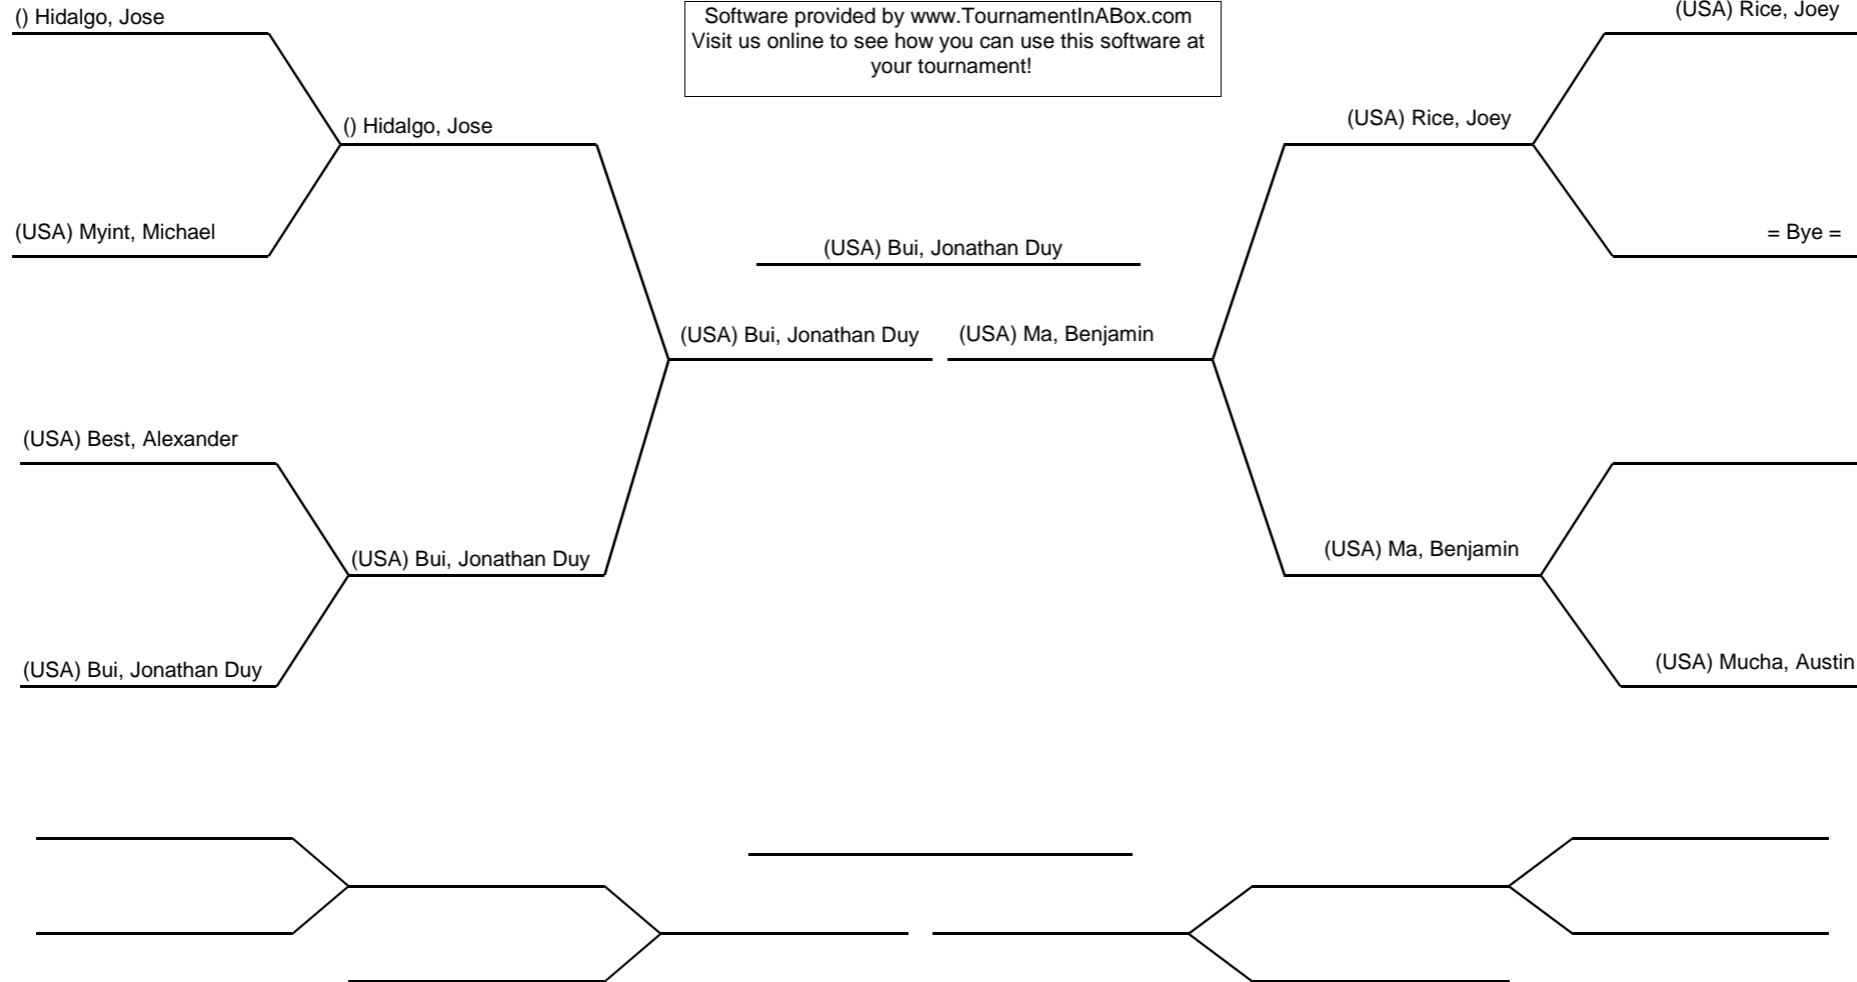 () Hidalgo, Jose
Software provided by www.TournamentInABox.com
Visit us online to see how you can use this software at
your tournament!
(USA) Rice, Joey
() Hidalgo, Jose
(USA) Rice, Joey
(USA) Myint, Michael
(USA) Bui, Jonathan Duy
= Bye =
(USA) Bui, Jonathan Duy
(USA) Ma, Benjamin
(USA) Best, Alexander
(USA) Bui, Jonathan Duy
(USA) Ma, Benjamin
(USA) Bui, Jonathan Duy
(USA) Mucha, Austin